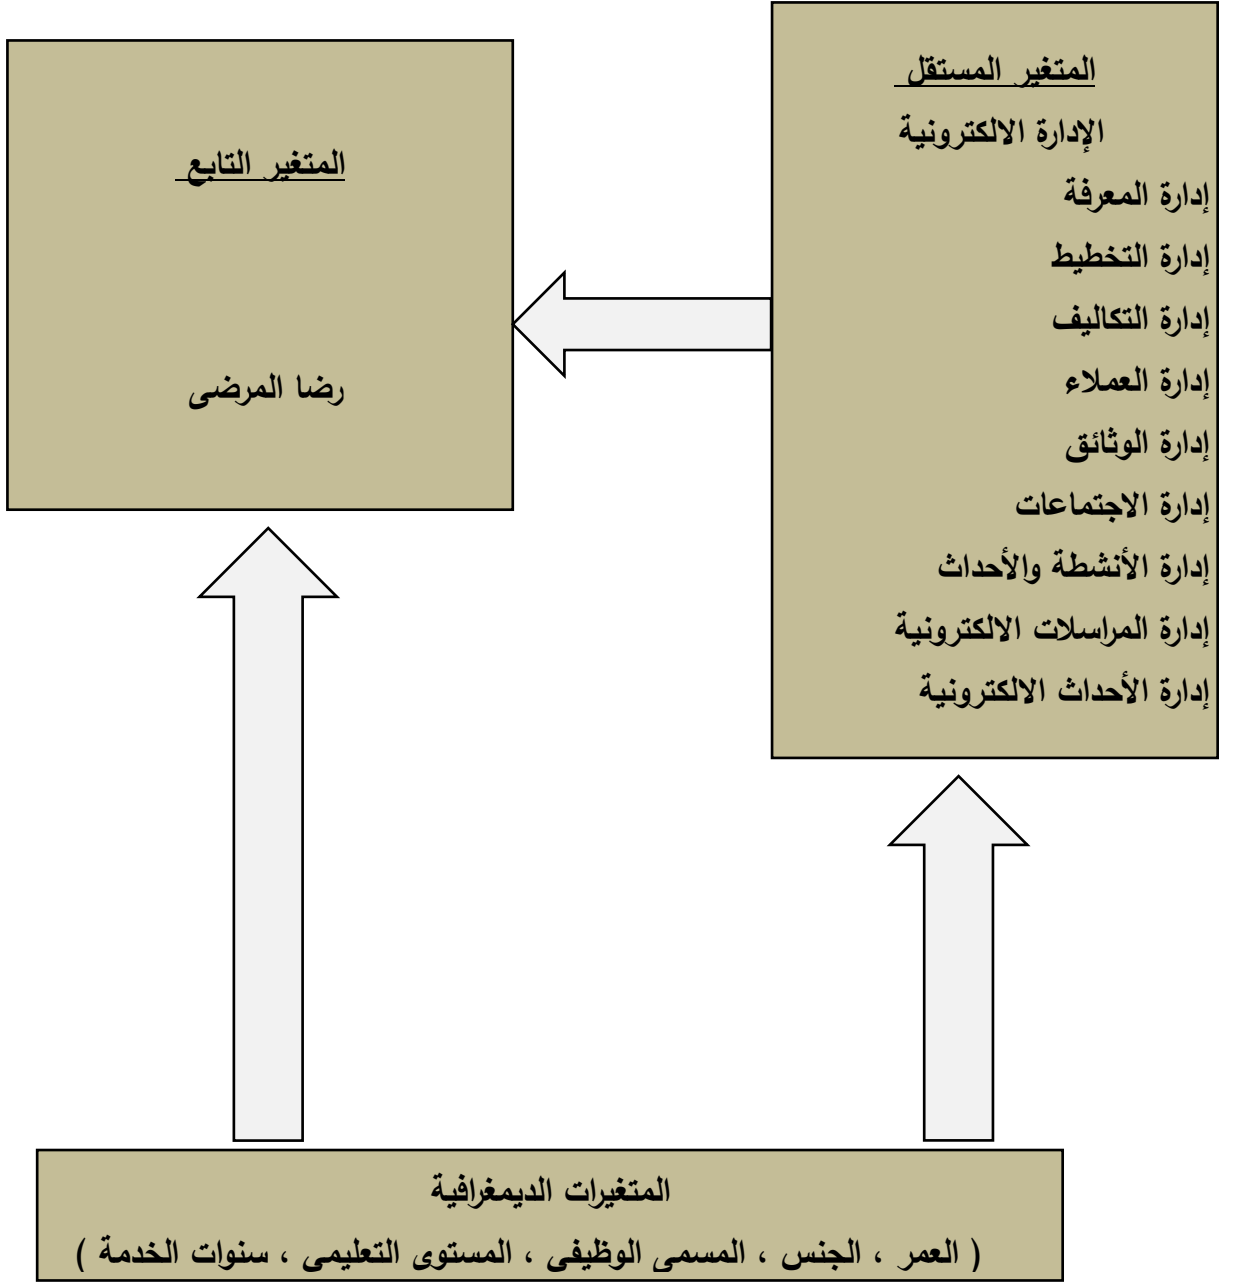 المتغير المستقل
الإدارة الالكترونية
إدارة المعرفة
إدارة التخطيط
إدارة التكاليف
إدارة العملاء
إدارة الوثائق
إدارة الاجتماعات
إدارة الأنشطة والأحداث
إدارة المراسلات الالكترونية
إدارة الأحداث الالكترونية
المتغير التابع
رضا المرضى
المتغيرات الديمغرافية
( العمر ، الجنس ، المسمى الوظيفى ، المستوى التعليمى ، سنوات الخدمة )